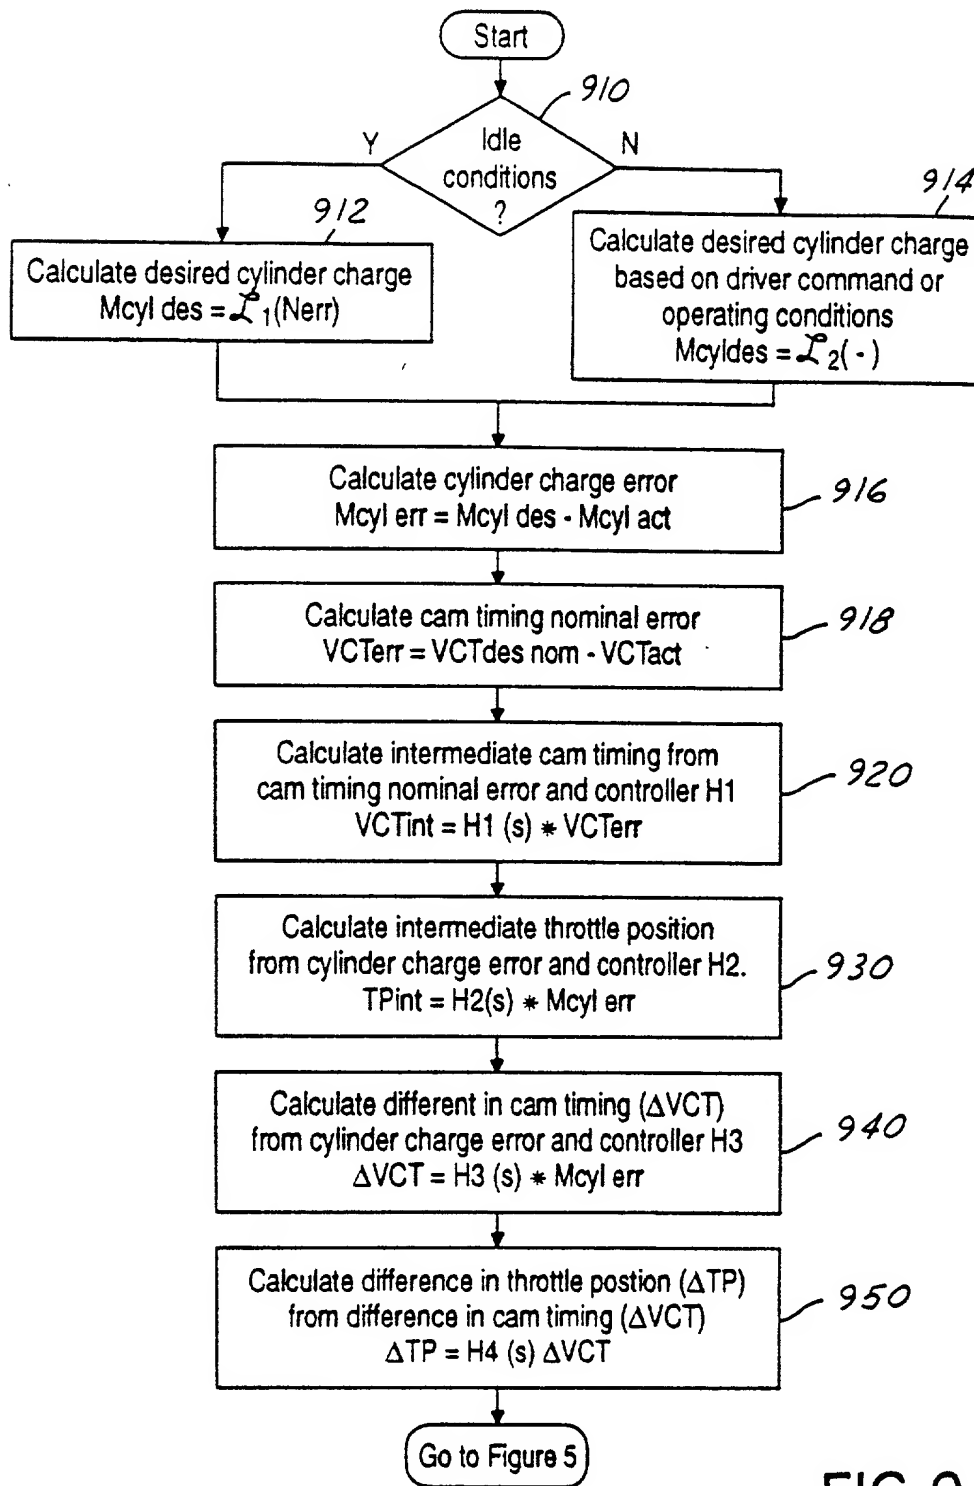 Start
910
Idle
conditions
?
Y
N
912
Calculate desired cylinder charge
Mcyl des = ℒ1(Nerr)
914
Calculate desired cylinder charge
based on driver command or
operating conditions
Mcyldes = ℒ2(·)
Calculate cylinder charge error
Mcyl err = Mcyl des - Mcyl act
916
Calculate cam timing nominal error
VCTerr = VCTdes nom - VCTact
918
Calculate intermediate cam timing from
cam timing nominal error and controller H1
VCTint = H1 (s) * VCTerr
920
Calculate intermediate throttle position
from cylinder charge error and controller H2.
TPint = H2(s) * Mcyl err
930
Calculate different in cam timing (ΔVCT)
from cylinder charge error and controller H3
ΔVCT = H3 (s) * Mcyl err
940
Calculate difference in throttle postion (ΔTP)
from difference in cam timing (ΔVCT)
ΔTP = H4 (s) ΔVCT
950
Go to Figure 5